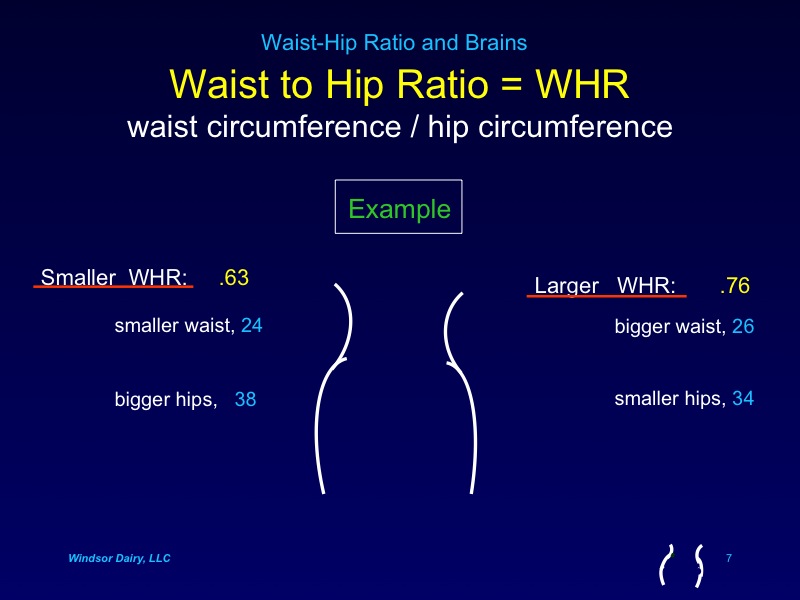 Waist-Hip Ratio and Brains
Waist to Hip Ratio = WHR
waist circumference / hip circumference
Example
Smaller WHR: .63
smaller waist, 24
bigger hips, 38
Larger WHR: .76
bigger waist, 26
smaller hips, 34
Windsor Dairy, LLC
7